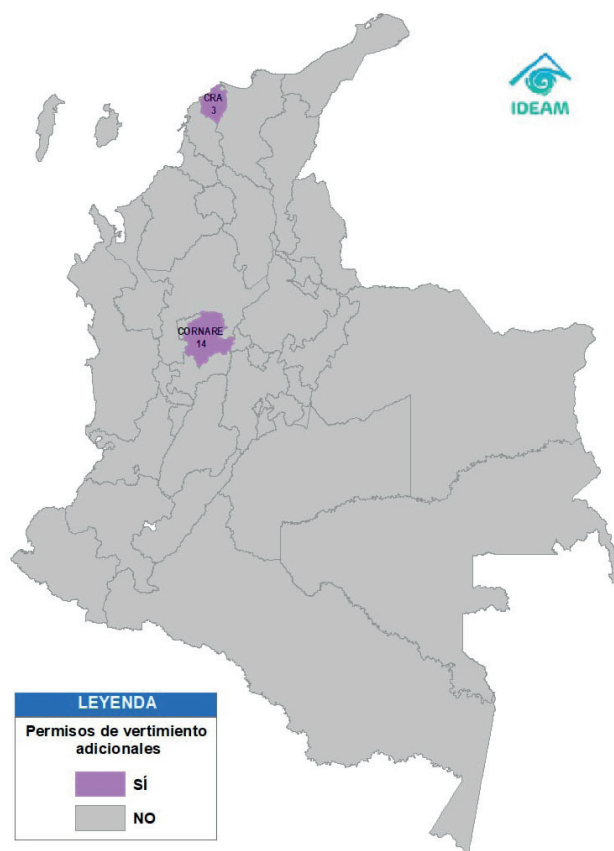 CRA
3
IDEAM
CORNARE
14
LEYENDA
Permisos de vertimiento
adicionales
SÍ
NO